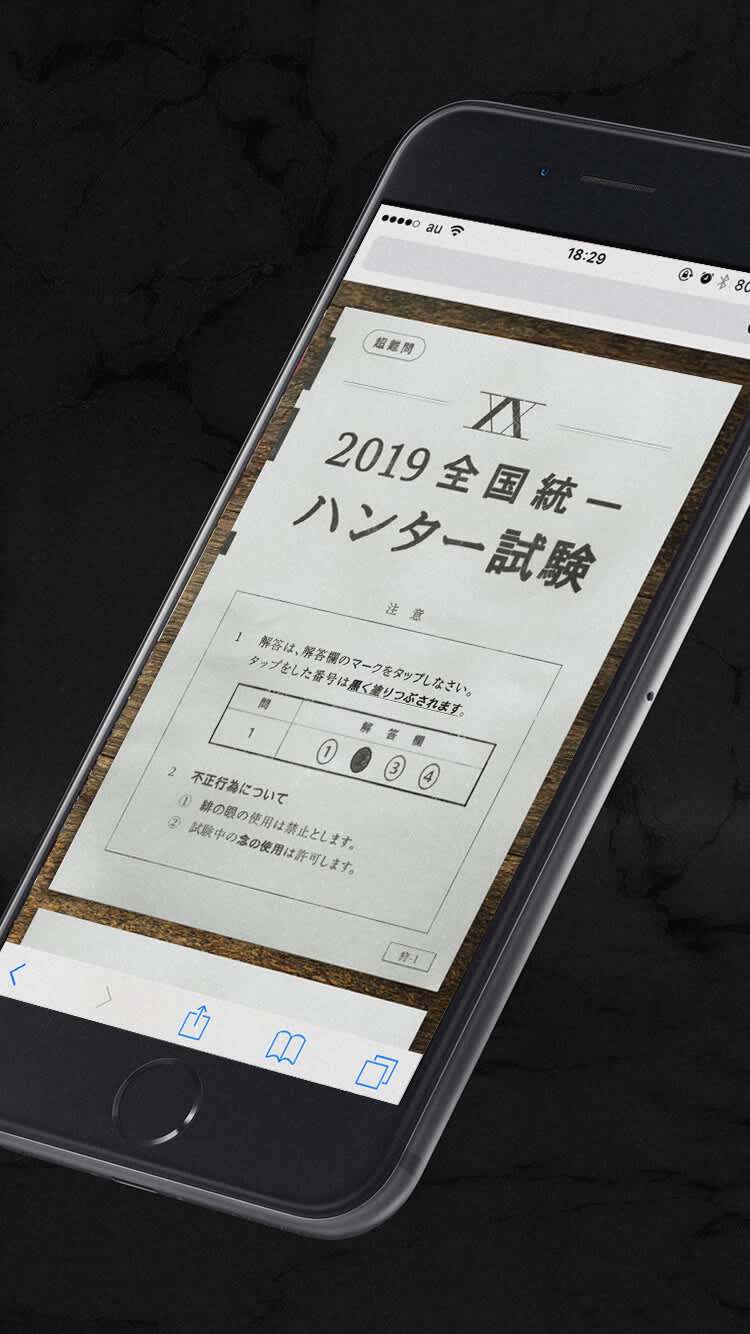 au
18:29
80
超難問
XX
2019 全国統一
ハンター試験
注意
1 解答は、解答欄のマークをタップしなさい。
タップをした番号は黒く塗りつぶされます。
問 解答欄
1 ① ② ③ ④
2 不正行為について
① 緋の眼の使用は禁止とします。
② 試験中の念の使用は許可します。
狩-1